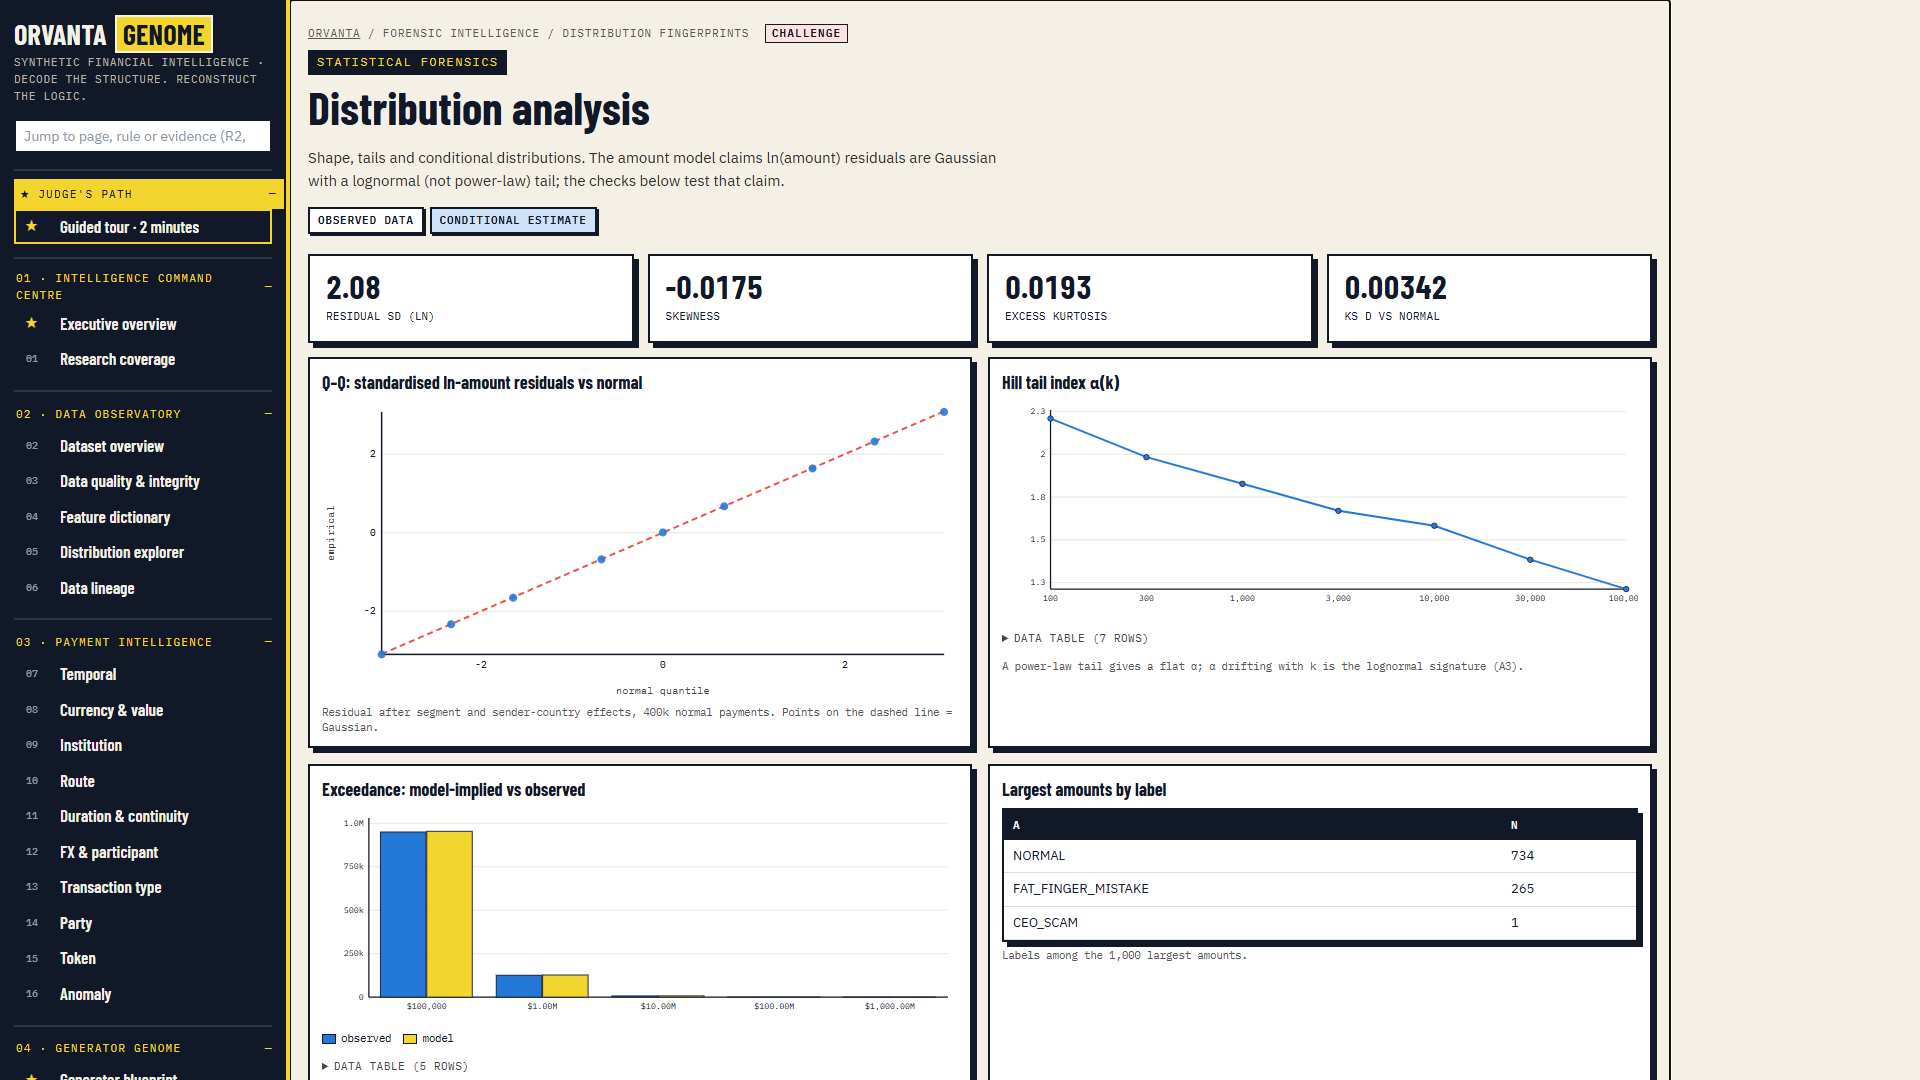 ORVANTA GENOME
SYNTHETIC FINANCIAL INTELLIGENCE ·
DECODE THE STRUCTURE. RECONSTRUCT
THE LOGIC.
Jump to page, rule or evidence (R2,
★ JUDGE'S PATH –
★ Guided tour · 2 minutes
01 · INTELLIGENCE COMMAND
CENTRE –
★ Executive overview
01 Research coverage
02 · DATA OBSERVATORY –
02 Dataset overview
03 Data quality & integrity
04 Feature dictionary
05 Distribution explorer
06 Data lineage
03 · PAYMENT INTELLIGENCE –
07 Temporal
08 Currency & value
09 Institution
10 Route
11 Duration & continuity
12 FX & participant
13 Transaction type
14 Party
15 Token
16 Anomaly
04 · GENERATOR GENOME –
★ Generator blueprint
ORVANTA / FORENSIC INTELLIGENCE / DISTRIBUTION FINGERPRINTS CHALLENGE
STATISTICAL FORENSICS
Distribution analysis
Shape, tails and conditional distributions. The amount model claims ln(amount) residuals are Gaussian
with a lognormal (not power-law) tail; the checks below test that claim.
OBSERVED DATA CONDITIONAL ESTIMATE
2.08
RESIDUAL SD (LN)
-0.0175
SKEWNESS
0.0193
EXCESS KURTOSIS
0.00342
KS D VS NORMAL
Q-Q: standardised ln-amount residuals vs normal
2
0
-2
empirical
-2 0 2
normal quantile
Residual after segment and sender-country effects, 400k normal payments. Points on the dashed line =
Gaussian.
Hill tail index α(k)
2.3
2
1.8
1.5
1.3
100 300 1,000 3,000 10,000 30,000 100,00
▶ DATA TABLE (7 ROWS)
A power-law tail gives a flat α; α drifting with k is the lognormal signature (A3).
Exceedance: model-implied vs observed
1.0M
750k
500k
250k
0
$100,000 $1.00M $10.00M $100.00M $1,000.00M
observed model
▶ DATA TABLE (5 ROWS)
Largest amounts by label
A N
NORMAL 734
FAT_FINGER_MISTAKE 265
CEO_SCAM 1
Labels among the 1,000 largest amounts.